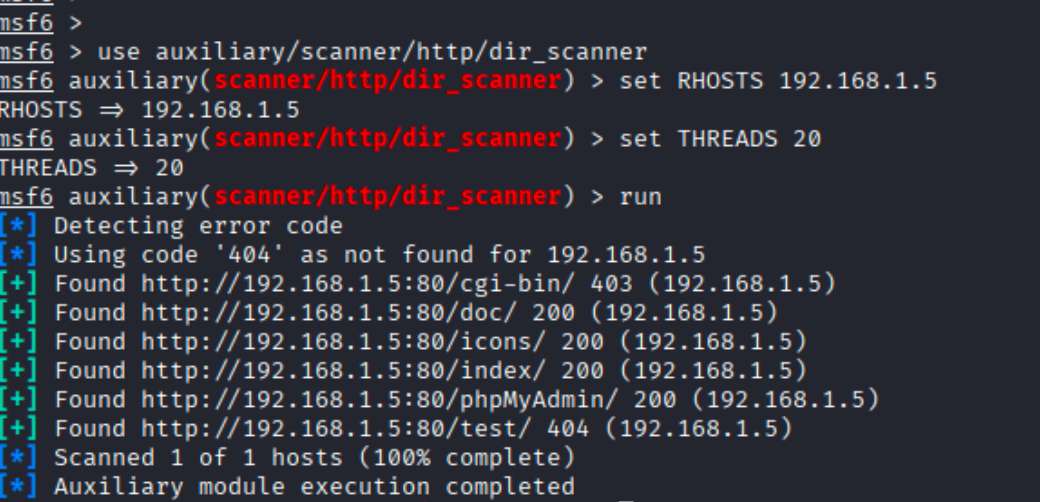 msf6 >
msf6 > use auxiliary/scanner/http/dir_scanner
msf6 auxiliary(scanner/http/dir_scanner) > set RHOSTS 192.168.1.5
RHOSTS ⇒ 192.168.1.5
msf6 auxiliary(scanner/http/dir_scanner) > set THREADS 20
THREADS ⇒ 20
msf6 auxiliary(scanner/http/dir_scanner) > run
[*] Detecting error code
[*] Using code '404' as not found for 192.168.1.5
[+] Found http://192.168.1.5:80/cgi-bin/ 403 (192.168.1.5)
[+] Found http://192.168.1.5:80/doc/ 200 (192.168.1.5)
[+] Found http://192.168.1.5:80/icons/ 200 (192.168.1.5)
[+] Found http://192.168.1.5:80/index/ 200 (192.168.1.5)
[+] Found http://192.168.1.5:80/phpMyAdmin/ 200 (192.168.1.5)
[+] Found http://192.168.1.5:80/test/ 404 (192.168.1.5)
[*] Scanned 1 of 1 hosts (100% complete)
[*] Auxiliary module execution completed